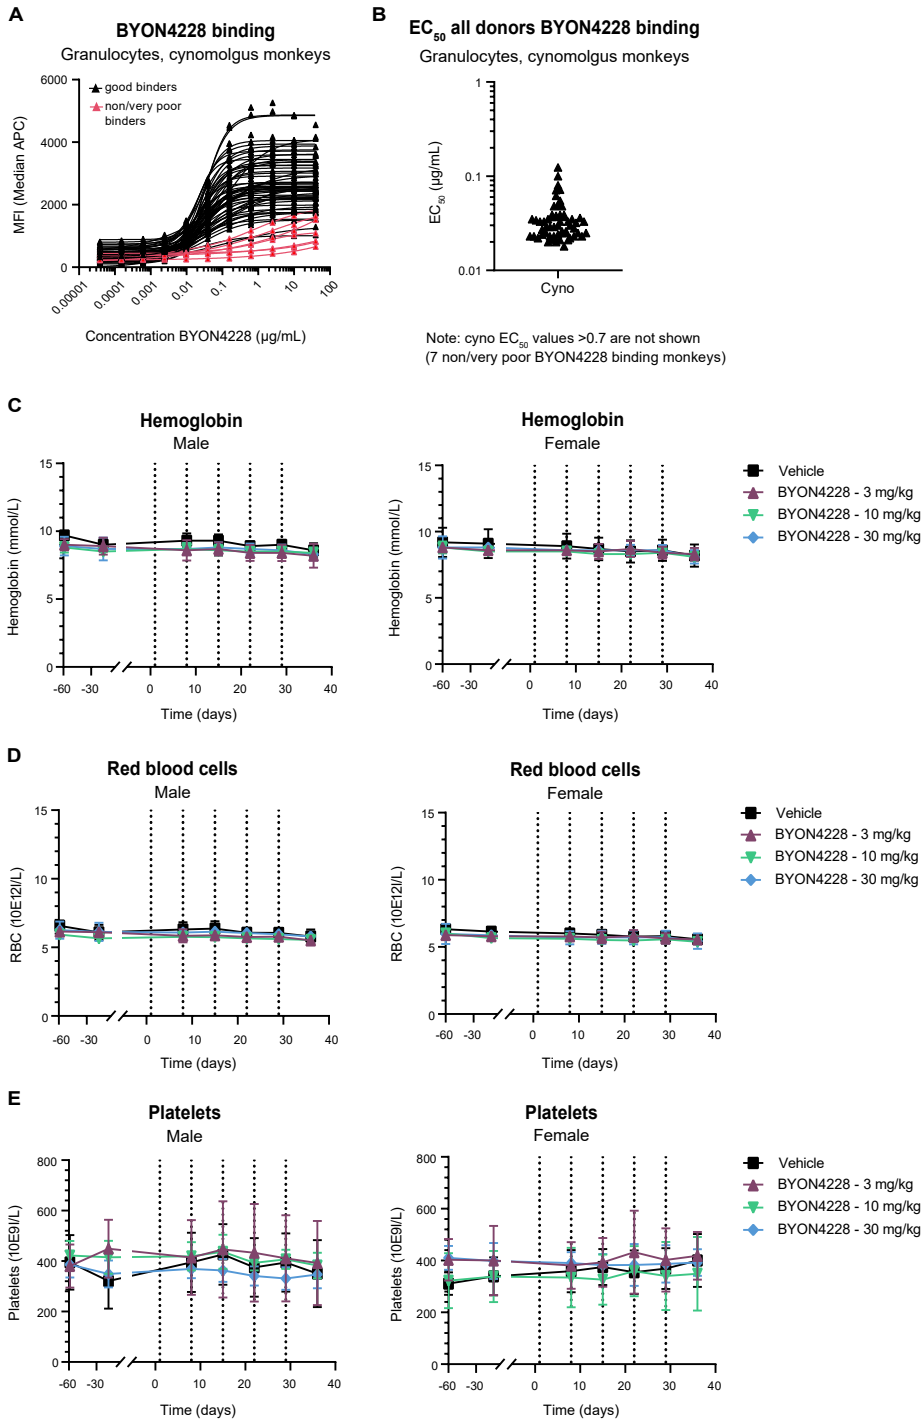 A
BYON4228 binding
Granulocytes, cynomolgus monkeys
6000
4000
2000
0
MFI (Median APC)
good binders
non/very poor
binders
0.00001
0.0001
0.001
0.01
0.1
1
10
100
Concentration BYON4228 (µg/mL)
B
EC50 all donors BYON4228 binding
Granulocytes, cynomolgus monkeys
1
0.1
0.01
EC50 (µg/mL)
Cyno
Note: cyno EC50 values >0.7 are not shown
(7 non/very poor BYON4228 binding monkeys)
C
Hemoglobin
Male
15
10
5
0
Hemoglobin (mmol/L)
-60 -30 0 10 20 30 40
Time (days)
Hemoglobin
Female
15
10
5
0
Hemoglobin (mmol/L)
-60 -30 0 10 20 30 40
Time (days)
Vehicle
BYON4228 - 3 mg/kg
BYON4228 - 10 mg/kg
BYON4228 - 30 mg/kg
D
Red blood cells
Male
15
10
5
0
RBC (10E12l/L)
-60 -30 0 10 20 30 40
Time (days)
Red blood cells
Female
15
10
5
0
RBC (10E12l/L)
-60 -30 0 10 20 30 40
Time (days)
Vehicle
BYON4228 - 3 mg/kg
BYON4228 - 10 mg/kg
BYON4228 - 30 mg/kg
E
Platelets
Male
800
600
400
200
0
Platelets (10E9l/L)
-60 -30 0 10 20 30 40
Time (days)
Platelets
Female
800
600
400
200
0
Platelets (10E9l/L)
-60 -30 0 10 20 30 40
Time (days)
Vehicle
BYON4228 - 3 mg/kg
BYON4228 - 10 mg/kg
BYON4228 - 30 mg/kg